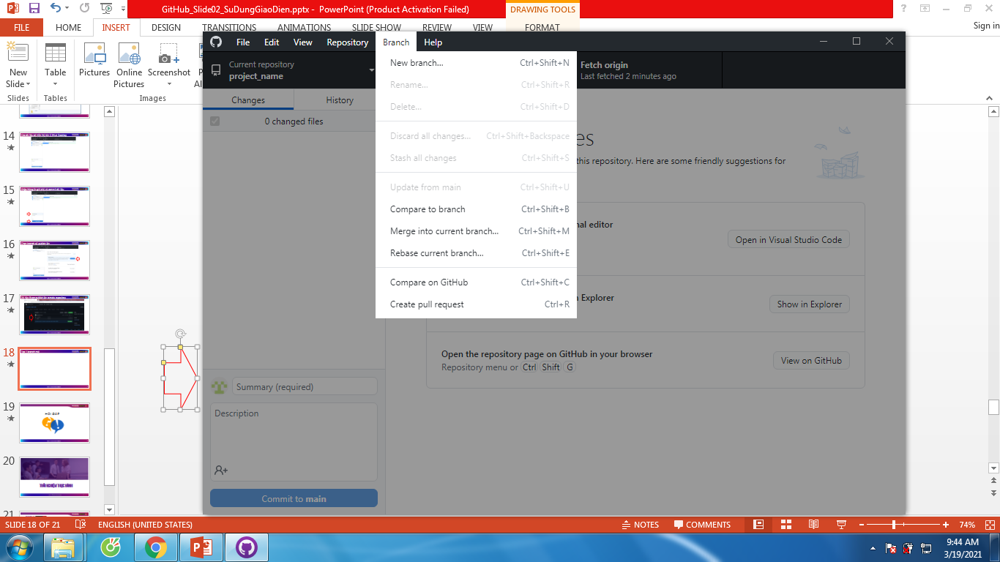 GitHub_Slide02_SuDungGiaoDien.pptx - PowerPoint (Product Activation Failed)
DRAWING TOOLS
FILE HOME INSERT DESIGN TRANSITIONS ANIMATIONS SLIDE SHOW REVIEW VIEW FORMAT
Sign in
New Slide
Table
Pictures
Online Pictures
Screenshot
Slides
Tables
Images
File Edit View Repository Branch Help
Current repository
project_name
Fetch origin
Last fetched 2 minutes ago
Changes
History
0 changed files
New branch... Ctrl+Shift+N
Rename... Ctrl+Shift+R
Delete... Ctrl+Shift+D
Discard all changes... Ctrl+Shift+Backspace
Stash all changes Ctrl+Shift+S
Update from main Ctrl+Shift+U
Compare to branch Ctrl+Shift+B
Merge into current branch... Ctrl+Shift+M
Rebase current branch... Ctrl+Shift+E
Compare on GitHub Ctrl+Shift+C
Create pull request Ctrl+R
this repository. Here are some friendly suggestions for
editor
Open in Visual Studio Code
Explorer
Show in Explorer
Open the repository page on GitHub in your browser
Repository menu or Ctrl Shift G
View on GitHub
Summary (required)
Description
Commit to main
14
15
16
17
18
19
20
21
SLIDE 18 OF 21
ENGLISH (UNITED STATES)
NOTES
COMMENTS
74%
9:44 AM
3/19/2021